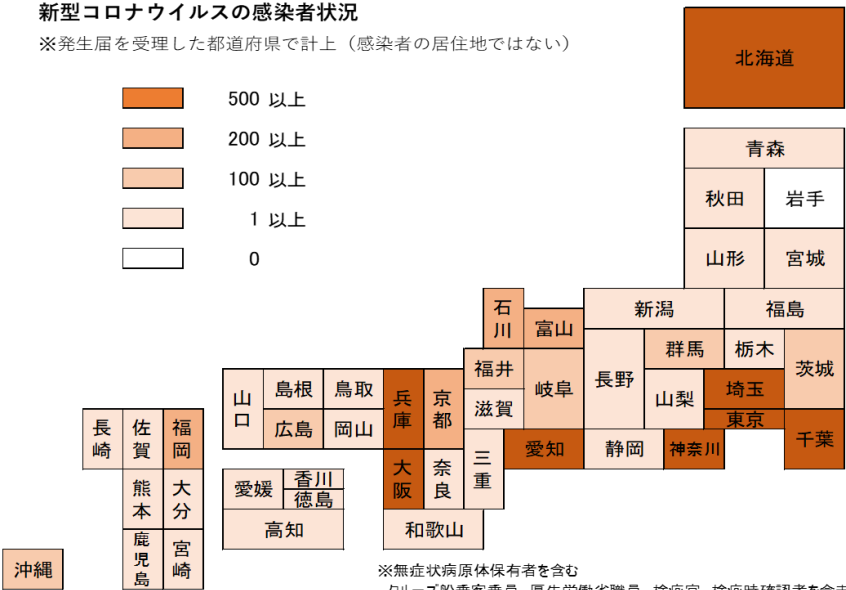 新型コロナウイルスの感染者状況
※発生届を受理した都道府県で計上（感染者の居住地ではない）
500 以上
200 以上
100 以上
1 以上
0
北海道
青森
秋田
岩手
山形
宮城
石川
富山
新潟
福島
福井
岐阜
長野
群馬
栃木
茨城
滋賀
山梨
埼玉
東京
千葉
山口
島根
鳥取
兵庫
京都
広島
岡山
愛知
静岡
神奈川
長崎
佐賀
福岡
大阪
奈良
三重
熊本
大分
愛媛
香川
徳島
高知
和歌山
鹿児島
宮崎
沖縄
※無症状病原体保有者を含む